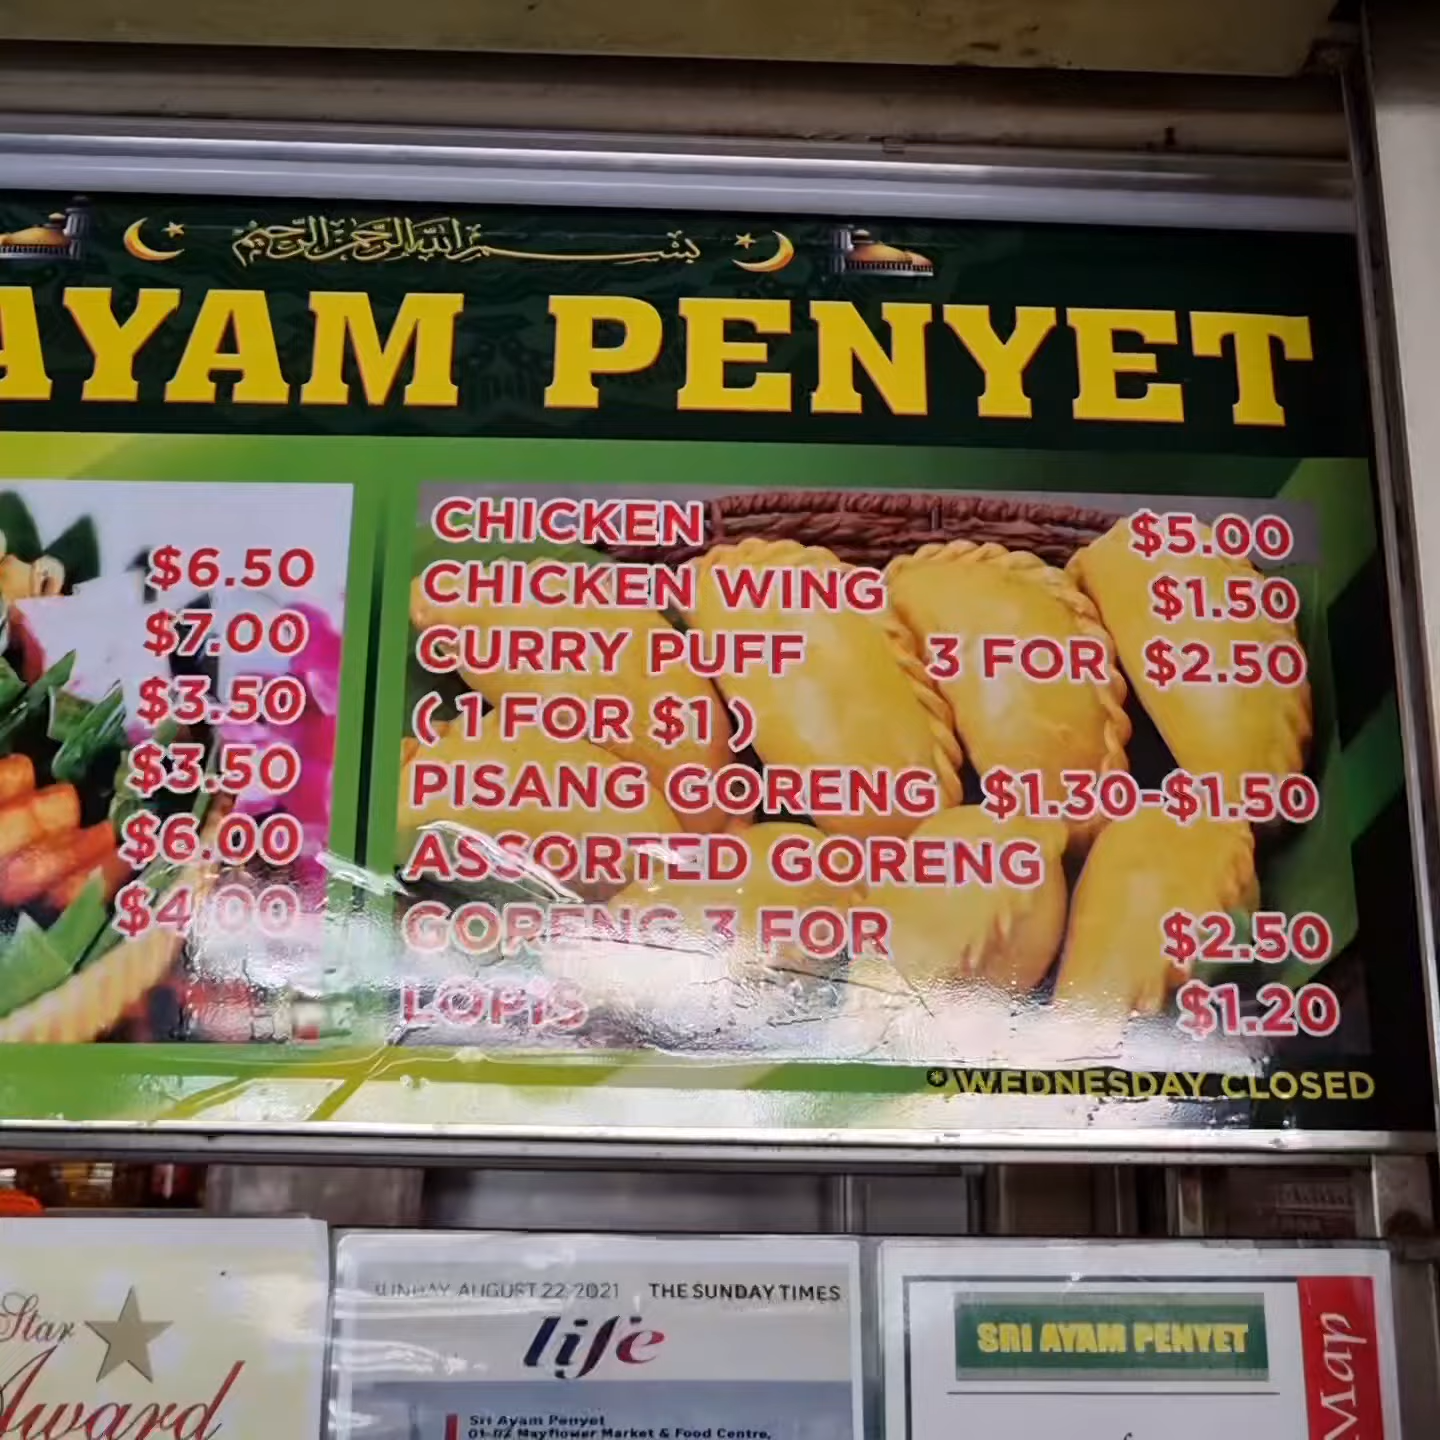 بسم الله الرحمن الرحيم
AYAM PENYET
$6.50
$7.00
$3.50
$3.50
$6.00
$4.00
CHICKEN $5.00
CHICKEN WING $1.50
CURRY PUFF 3 FOR $2.50
( 1 FOR $1 )
PISANG GORENG $1.30-$1.50
ASSORTED GORENG
GORENG 3 FOR $2.50
LOPIS $1.20
*WEDNESDAY CLOSED
Star
Award
SUNDAY AUGUST 22 2021 THE SUNDAY TIMES
life
Sri Ayam Penyet
01-02 Mayflower Market & Food Centre,
SRI AYAM PENYET
Map